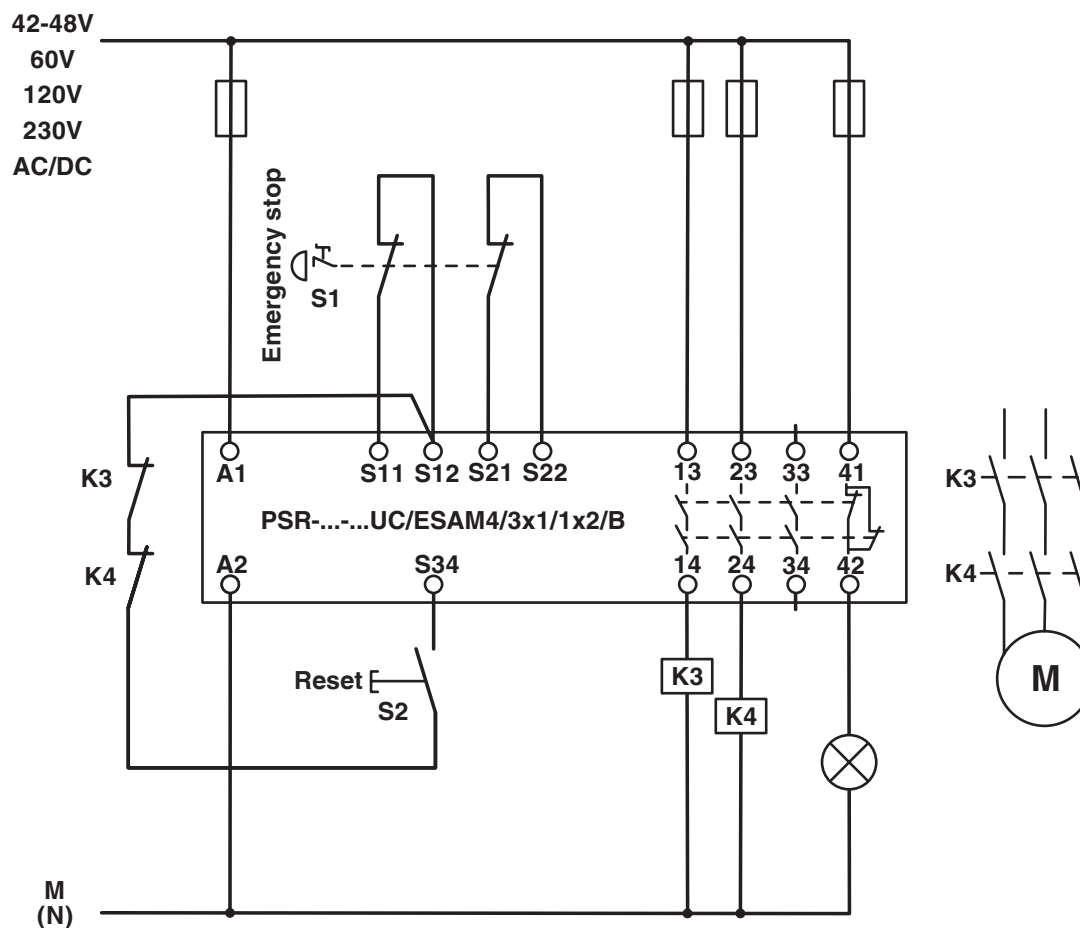 42-48V
60V
120V
230V
AC/DC
Emergency stop
S1
K3
K4
A1
S11
S12
S21
S22
13
23
33
41
PSR-...-...UC/ESAM4/3x1/1x2/B
A2
S34
14
24
34
42
K3
K4
Reset
S2
K3
K4
M
M
(N)